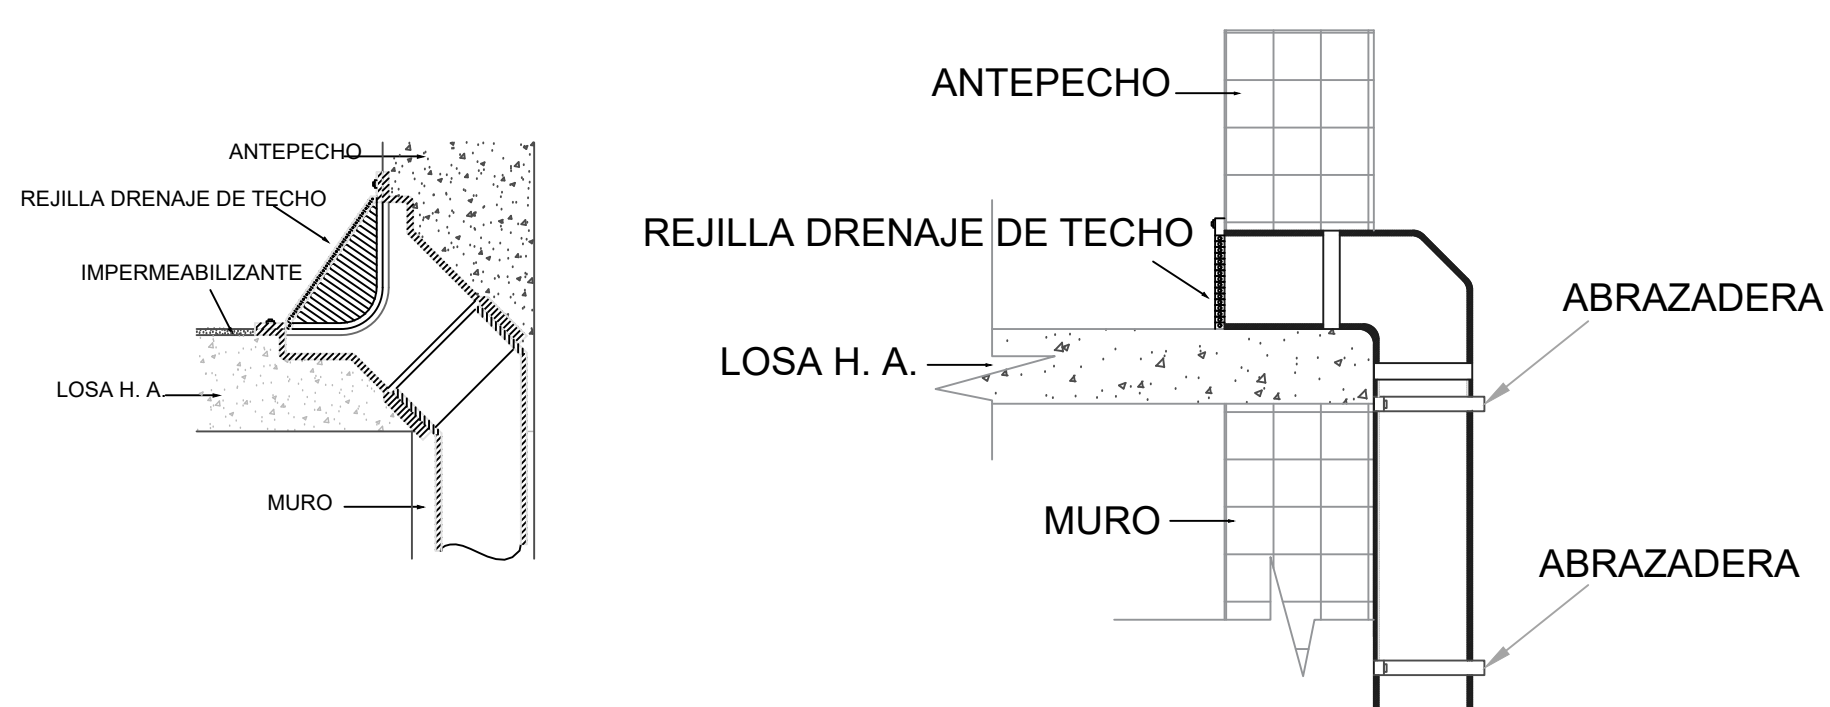 ANTEPECHO
REJILLA DRENAJE DE TECHO
IMPERMEABILIZANTE
LOSA H. A.
MURO
ANTEPECHO
REJILLA DRENAJE DE TECHO
ABRAZADERA
LOSA H. A.
MURO
ABRAZADERA